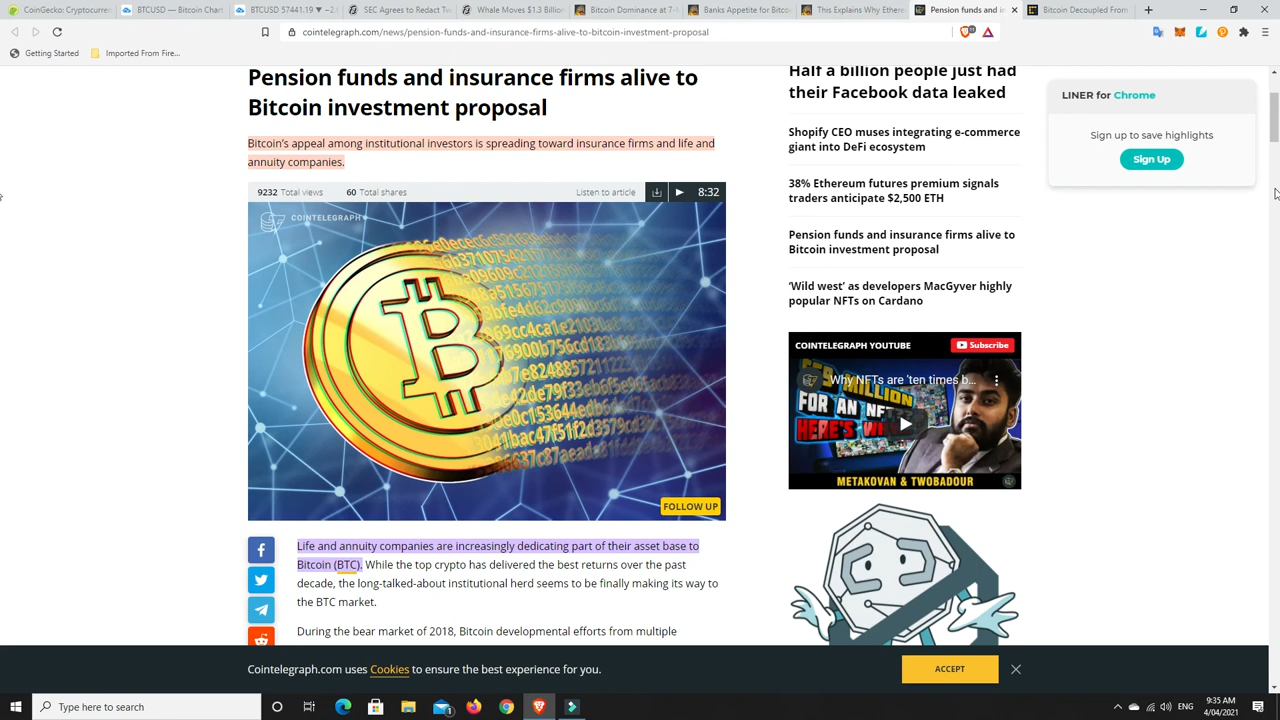 CoinGecko: Cryptocurren
BTCUSD — Bitcoin Chart
BTCUSD 57441.19 ▼ −2.
SEC Agrees to Redact Tw
Whale Moves $1.3 Billion
Bitcoin Dominance at 7-M
Banks Appetite for Bitco
This Explains Why Ethere
Pension funds and in
Bitcoin Decoupled From
cointelegraph.com/news/pension-funds-and-insurance-firms-alive-to-bitcoin-investment-proposal
Getting Started
Imported From Fire...
Pension funds and insurance firms alive to
Bitcoin investment proposal
Bitcoin's appeal among institutional investors is spreading toward insurance firms and life and
annuity companies.
9232 Total views
60 Total shares
Listen to article
8:32
COINTELEGRAPH
FOLLOW UP
Life and annuity companies are increasingly dedicating part of their asset base to
Bitcoin (BTC). While the top crypto has delivered the best returns over the past
decade, the long-talked-about institutional herd seems to be finally making its way to
the BTC market.
During the bear market of 2018, Bitcoin developmental efforts from multiple
Half a billion people just had
their Facebook data leaked
Shopify CEO muses integrating e-commerce
giant into DeFi ecosystem
38% Ethereum futures premium signals
traders anticipate $2,500 ETH
Pension funds and insurance firms alive to
Bitcoin investment proposal
‘Wild west’ as developers MacGyver highly
popular NFTs on Cardano
COINTELEGRAPH YOUTUBE
Subscribe
Why NFTs are 'ten times b...
MILLION
FOR AN NF
HERE'S W
METAKOVAN & TWOBADOUR
LINER for Chrome
Sign up to save highlights
Sign Up
Cointelegraph.com uses Cookies to ensure the best experience for you.
ACCEPT
Type here to search
ENG
9:35 AM
4/04/2021